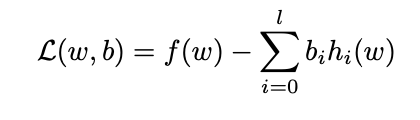 ℒ(w, b) = f(w) − ∑_{i=0}^{l} b_i h_i(w)